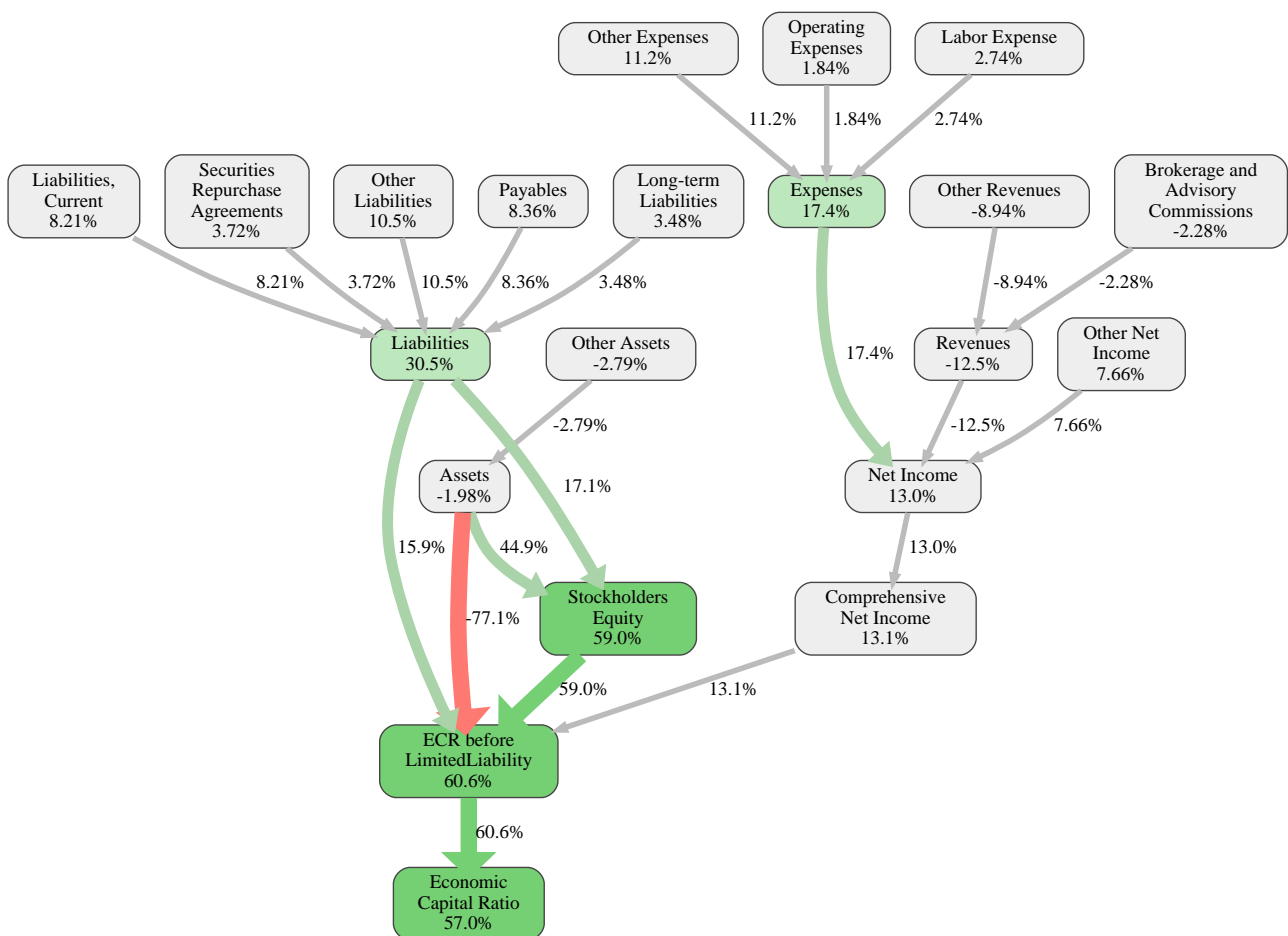 Other Expenses
11.2%
Operating
Expenses
1.84%
Labor Expense
2.74%
11.2%
1.84%
2.74%
Liabilities,
Current
8.21%
Securities
Repurchase
Agreements
3.72%
Other
Liabilities
10.5%
Payables
8.36%
Long-term
Liabilities
3.48%
Expenses
17.4%
Other Revenues
-8.94%
Brokerage and
Advisory
Commissions
-2.28%
8.21%
3.72%
10.5%
8.36%
3.48%
-8.94%
-2.28%
Liabilities
30.5%
Other Assets
-2.79%
17.4%
Revenues
-12.5%
Other Net
Income
7.66%
-2.79%
-12.5%
7.66%
Assets
-1.98%
17.1%
Net Income
13.0%
15.9%
44.9%
13.0%
-77.1%
Stockholders
Equity
59.0%
Comprehensive
Net Income
13.1%
59.0%
13.1%
ECR before
LimitedLiability
60.6%
60.6%
Economic
Capital Ratio
57.0%